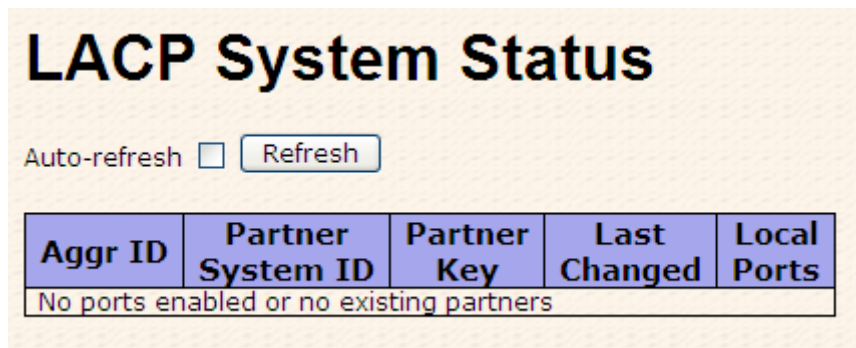 LACP System Status
Auto-refresh Refresh
Aggr ID Partner System ID Partner Key Last Changed Local Ports
No ports enabled or no existing partners